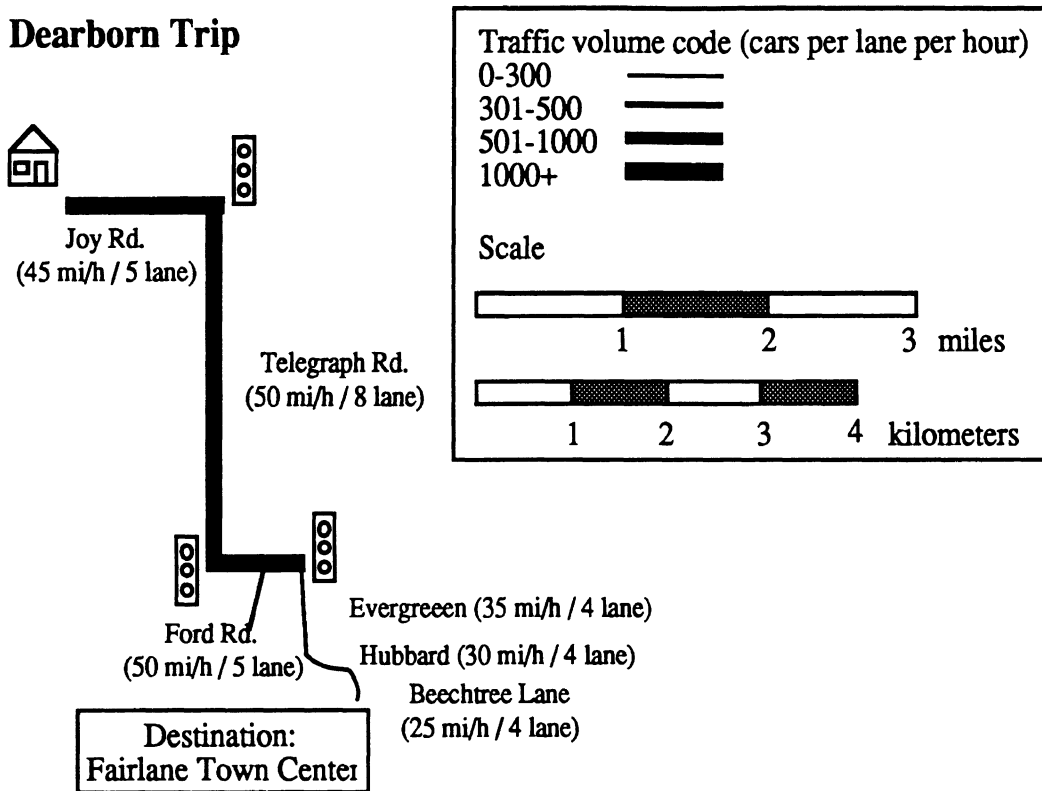 Dearborn Trip
Traffic volume code (cars per lane per hour)
0-300
301-500
501-1000
1000+
Scale
1 2 3 miles
1 2 3 4 kilometers
Joy Rd.
(45 mi/h / 5 lane)
Telegraph Rd.
(50 mi/h / 8 lane)
Ford Rd.
(50 mi/h / 5 lane)
Evergreeen (35 mi/h / 4 lane)
Hubbard (30 mi/h / 4 lane)
Beechtree Lane
(25 mi/h / 4 lane)
Destination:
Fairlane Town Center